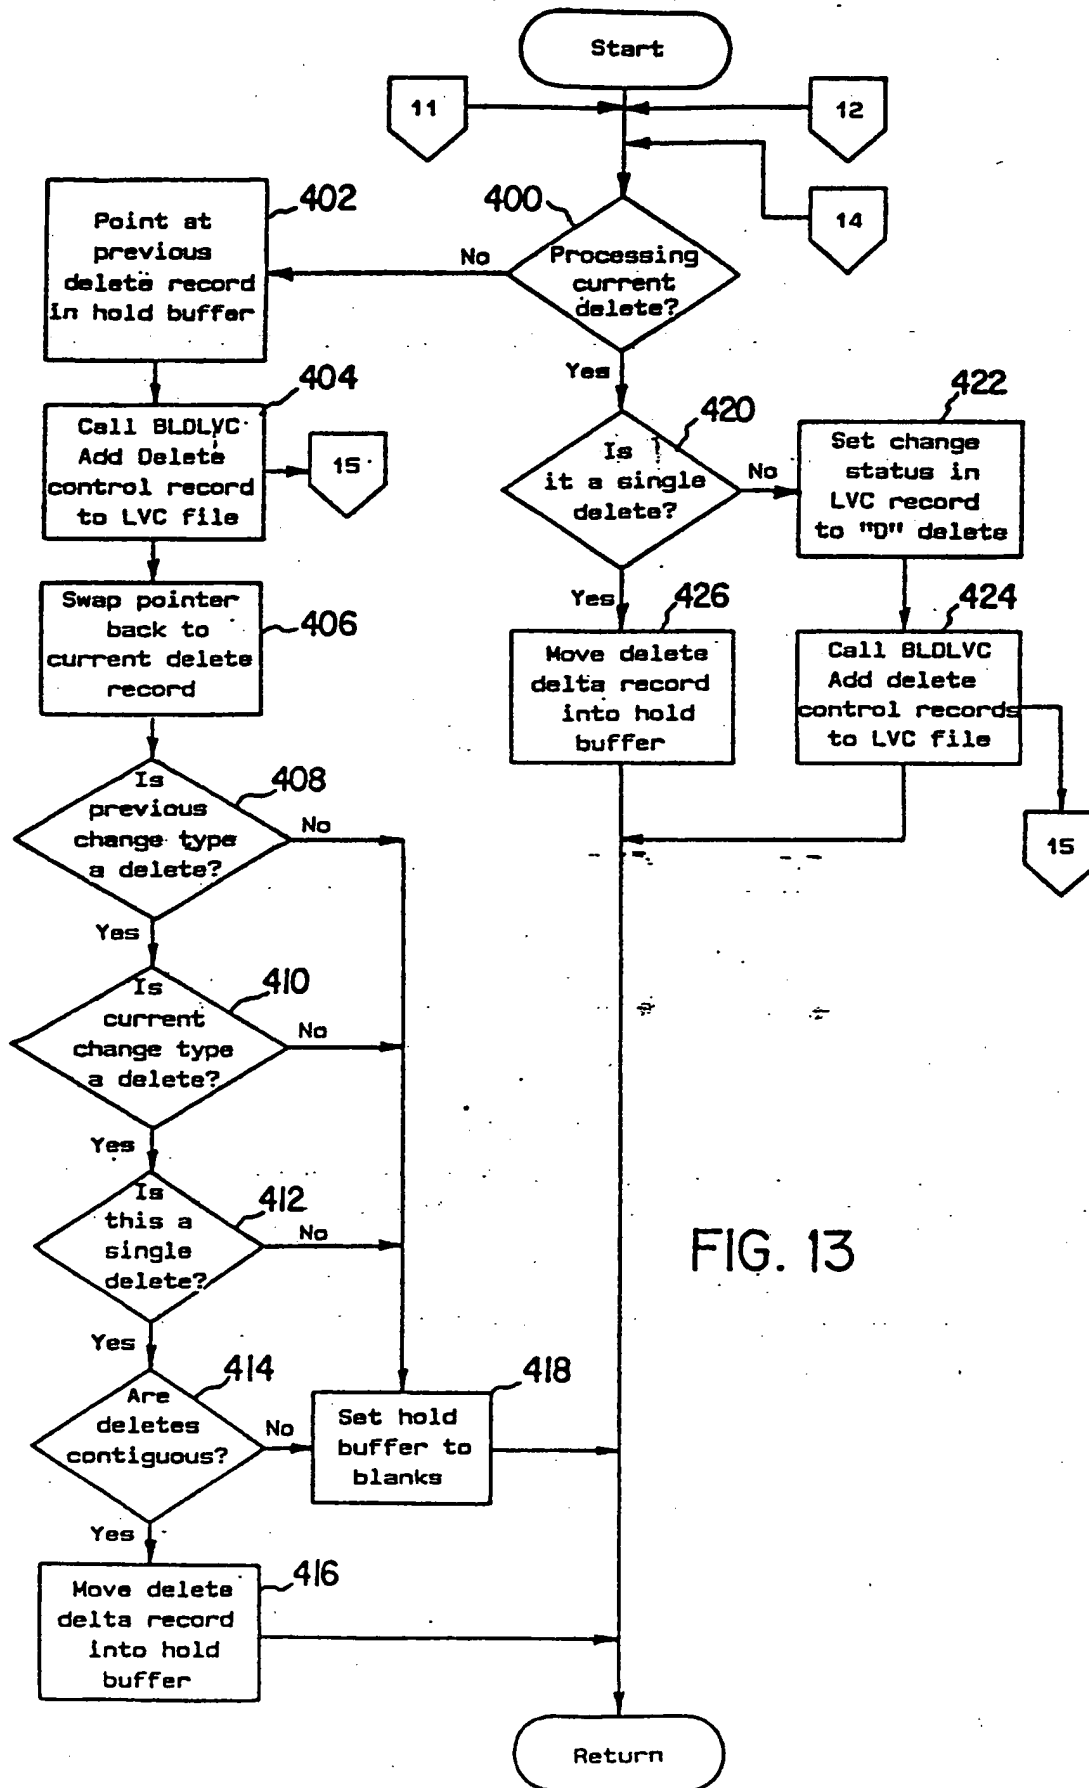 Start
11
12
14
400
Processing
current
delete?
No
Yes
402
Point at
previous
delete record
in hold buffer
404
Call BLDLVC
Add Delete
control record
to LVC file
15
406
Swap pointer
back to
current delete
record
408
Is
previous
change type
a delete?
No
Yes
410
Is
current
change type
a delete?
No
Yes
412
Is
this a
single
delete?
No
Yes
414
Are
deletes
contiguous?
No
Yes
416
Move delete
delta record
into hold
buffer
418
Set hold
buffer to
blanks
420
Is
it a single
delete?
No
Yes
422
Set change
status in
LVC record
to "D" delete
424
Call BLDLVC
Add delete
control records
to LVC file
15
426
Move delete
delta record
into hold
buffer
FIG. 13
Return